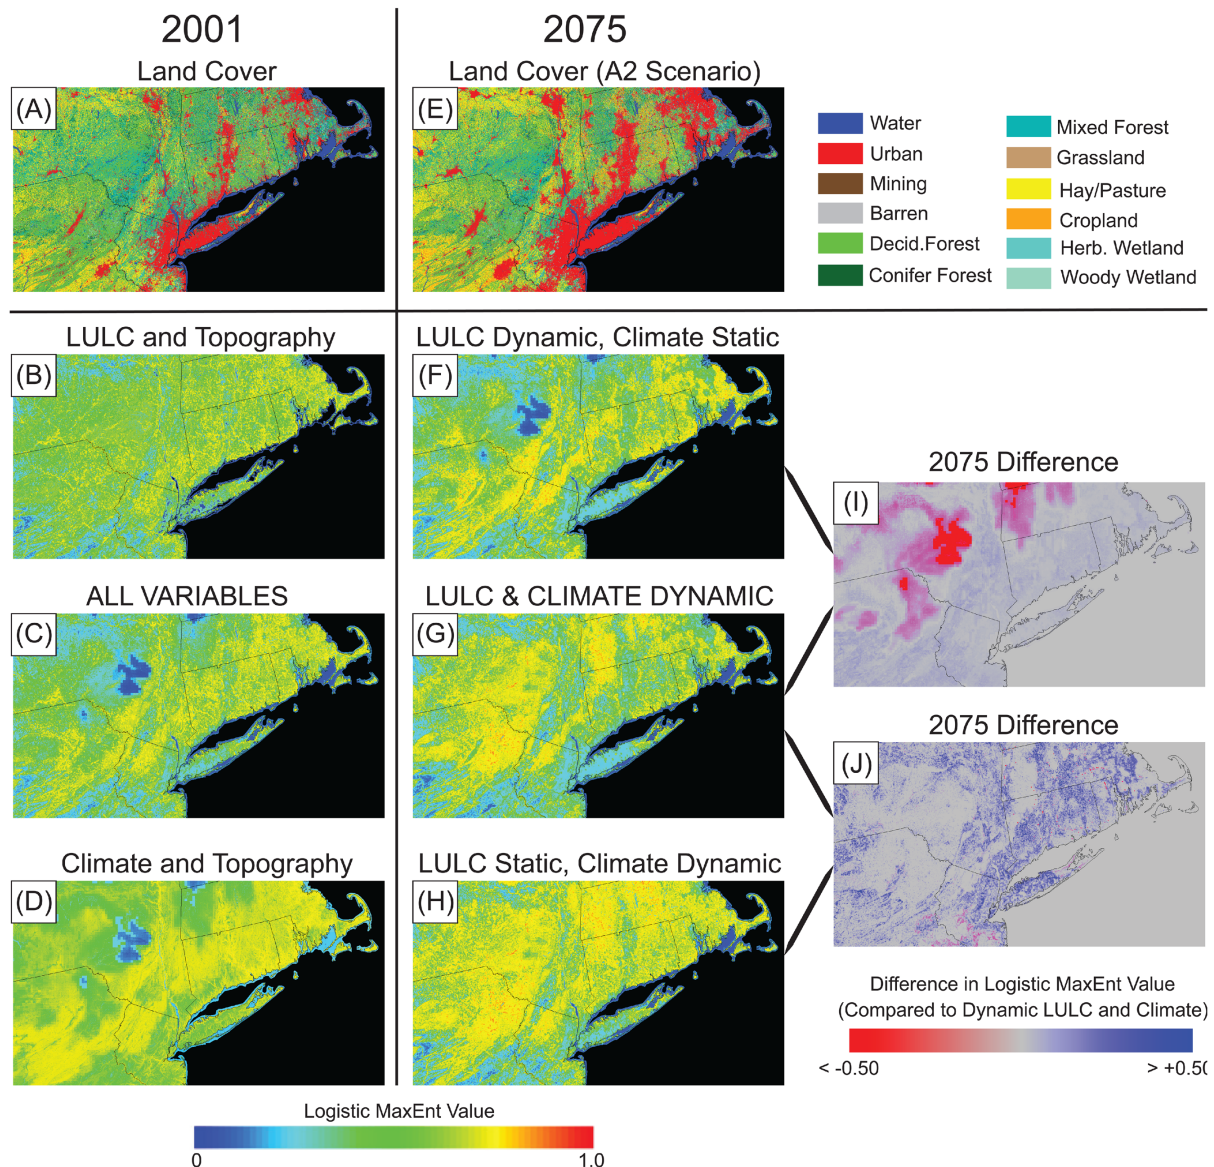 2001
2075
Land Cover
Land Cover (A2 Scenario)
(A)
(E)
Water
Urban
Mining
Barren
Decid.Forest
Conifer Forest
Mixed Forest
Grassland
Hay/Pasture
Cropland
Herb. Wetland
Woody Wetland
LULC and Topography
LULC Dynamic, Climate Static
(B)
(F)
2075 Difference
(I)
ALL VARIABLES
LULC & CLIMATE DYNAMIC
(C)
(G)
2075 Difference
(J)
Climate and Topography
LULC Static, Climate Dynamic
(D)
(H)
Difference in Logistic MaxEnt Value
(Compared to Dynamic LULC and Climate)
< -0.50
> +0.50
Logistic MaxEnt Value
0
1.0